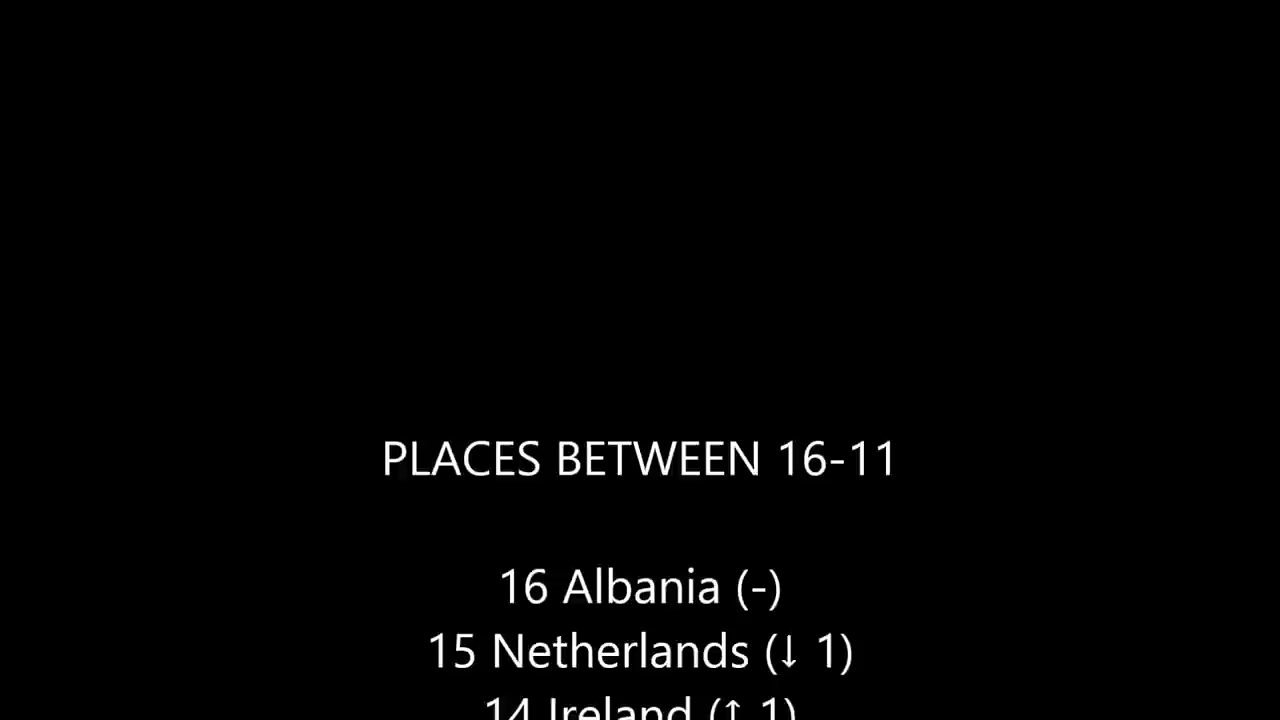 PLACES BETWEEN 16-11
16 Albania (-)
15 Netherlands (↓ 1)
14 Ireland (↑ 1)